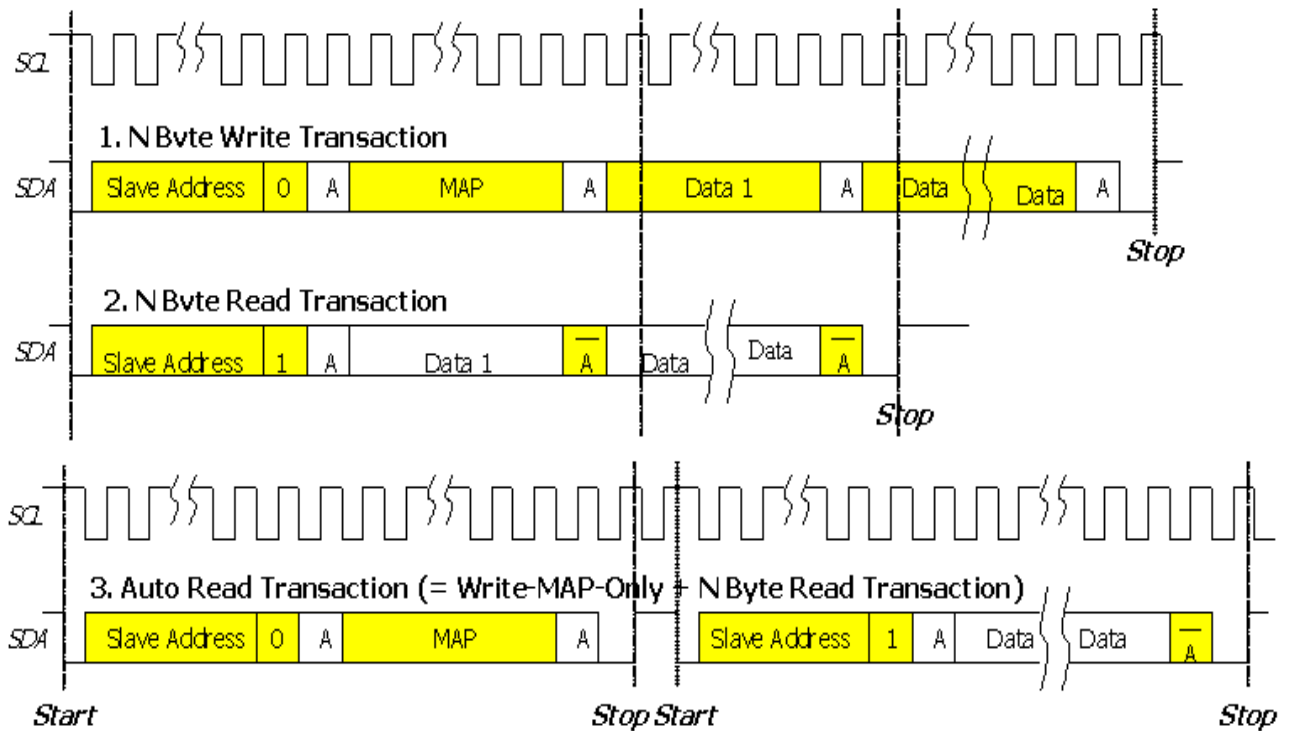 SCL
1. N Bvte Write Transaction
SDA Slave Address 0 A MAP A Data 1 A Data Data A
Stop
2. N Bvte Read Transaction
SDA Slave Address 1 A Data 1 A Data Data A
Stop
SCL
3. Auto Read Transaction (= Write-MAP-Only + N Byte Read Transaction)
SDA Slave Address 0 A MAP A Slave Address 1 A Data Data A
Start Stop Start Stop